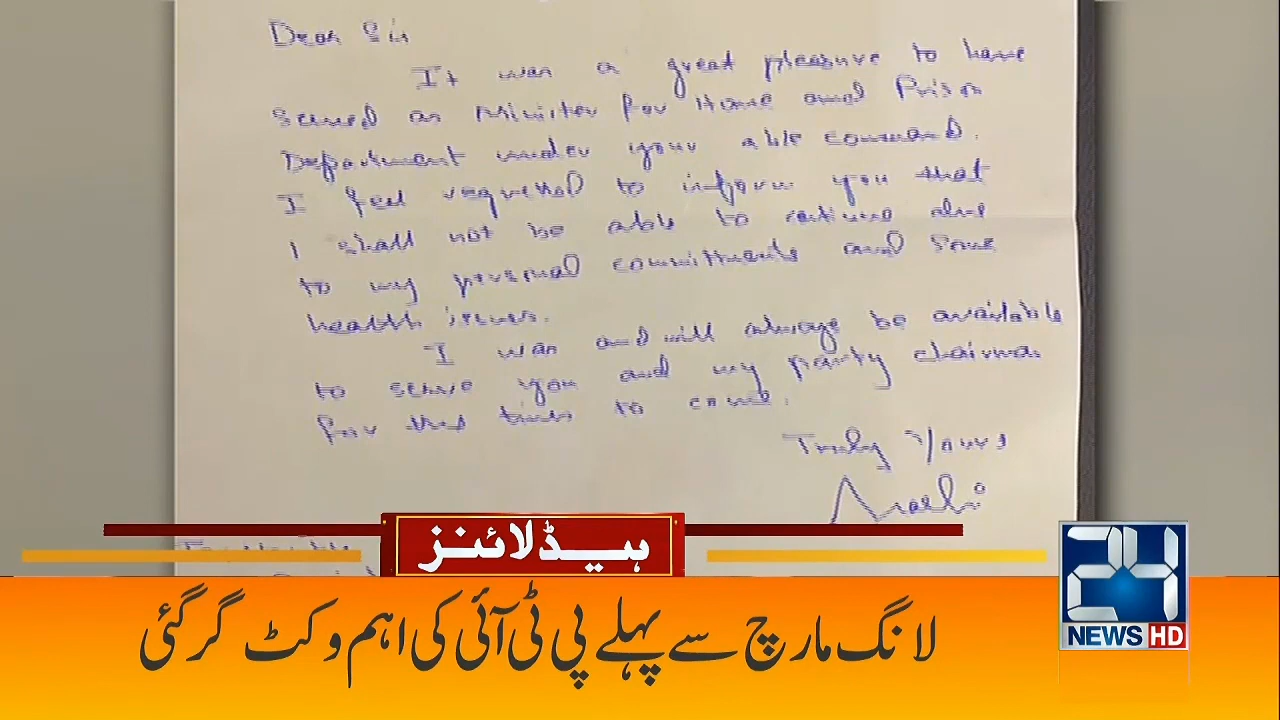 Dear Sir
It was a great pleasure to have
served as Minister for Home and Prison
Department under your able command.
I feel requested to inform you that
I shall not be able to continue due
to my personal commitments and some
health issues.
I was and will always be available
to serve you and my party chairman
for the times to come.
Truly Yours
ہیڈلائنز
لانگ مارچ سے پہلے پی ٹی آئی کی اہم وکٹ گر گئی
24
NEWS HD